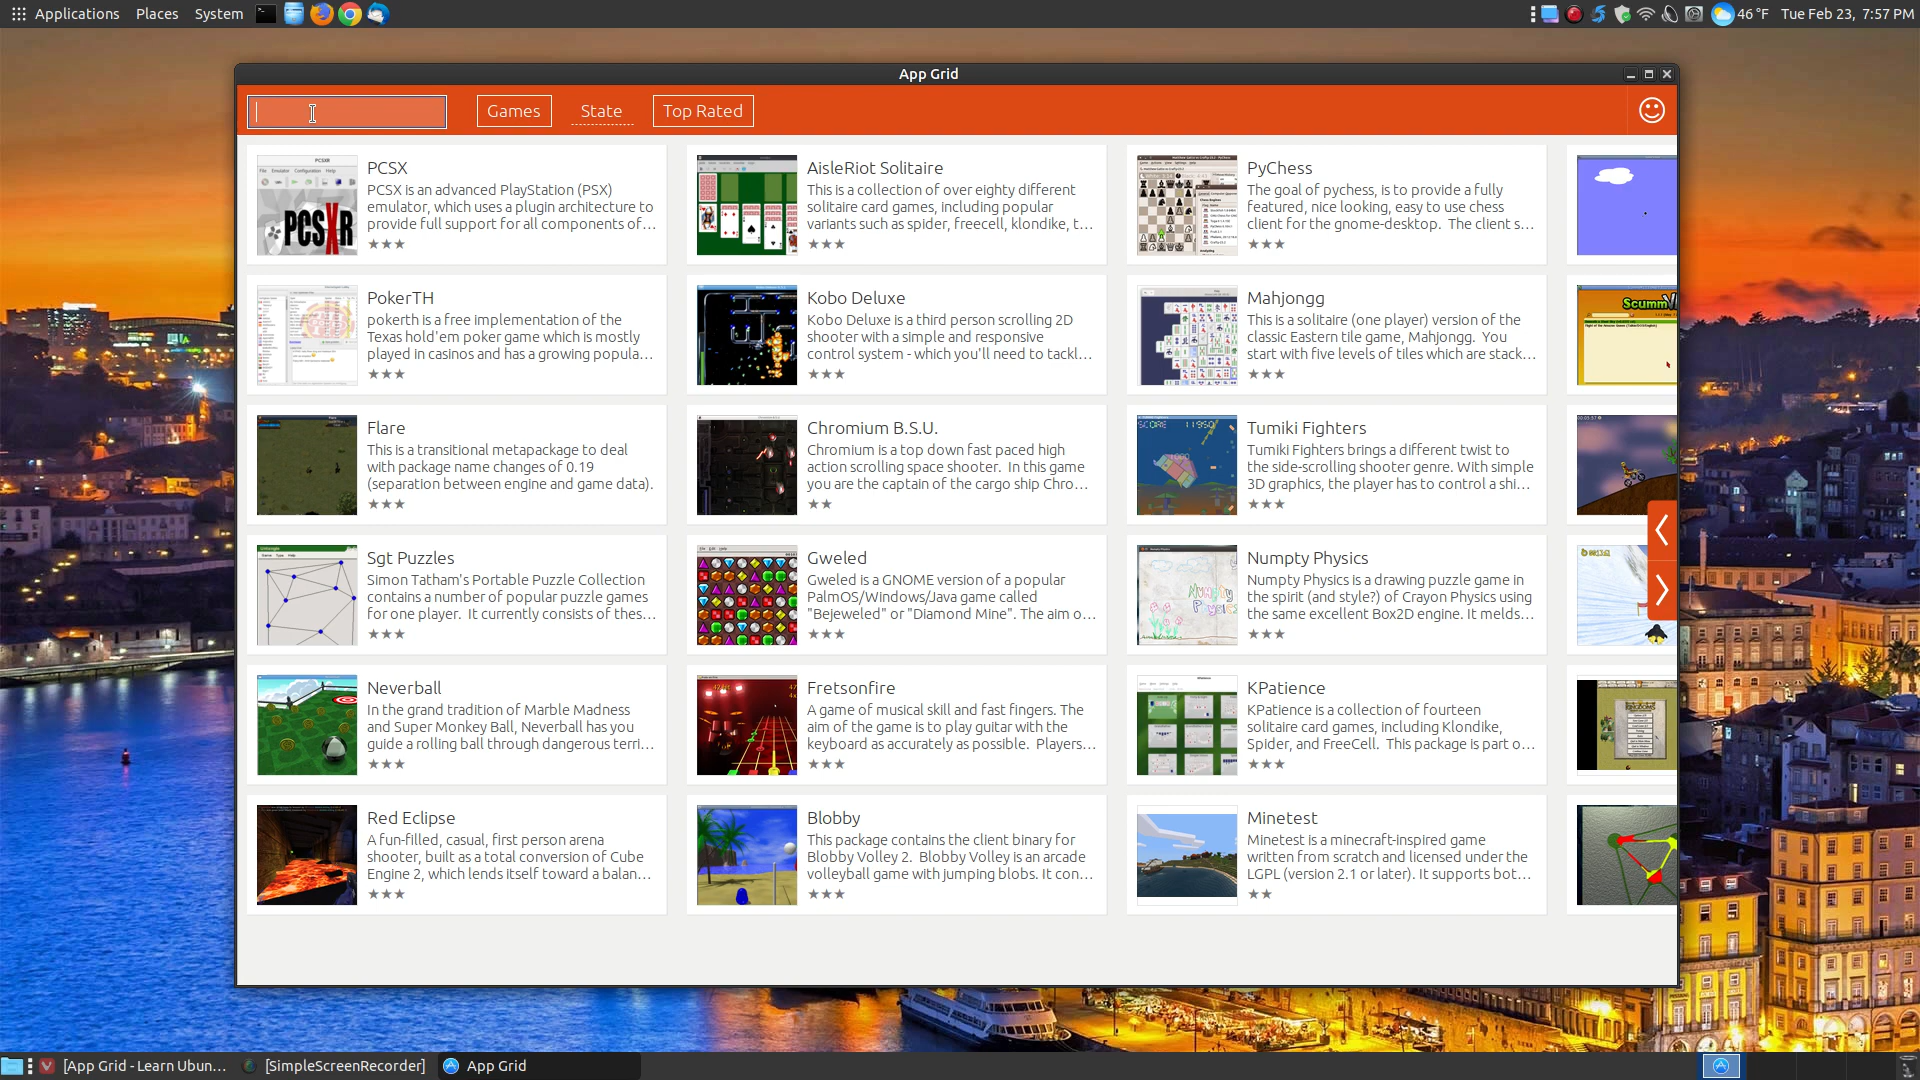 Applications Places System
46 °F Tue Feb 23, 7:57 PM
App Grid
Games State Top Rated
PCSX
PCSX is an advanced PlayStation (PSX)
emulator, which uses a plugin architecture to
provide full support for all components of...
★★★
AisleRiot Solitaire
This is a collection of over eighty different
solitaire card games, including popular
variants such as spider, freecell, klondike, t...
★★★
PyChess
The goal of pychess, is to provide a fully
featured, nice looking, easy to use chess
client for the gnome-desktop. The client s...
★★★
PokerTH
pokerth is a free implementation of the
Texas hold'em poker game which is mostly
played in casinos and has a growing popula...
★★★
Kobo Deluxe
Kobo Deluxe is a third person scrolling 2D
shooter with a simple and responsive
control system - which you'll need to tackl...
★★★
Mahjongg
This is a solitaire (one player) version of the
classic Eastern tile game, Mahjongg. You
start with five levels of tiles which are stack...
★★★
Flare
This is a transitional metapackage to deal
with package name changes of 0.19
(separation between engine and game data).
★★★
Chromium B.S.U.
Chromium is a top down fast paced high
action scrolling space shooter. In this game
you are the captain of the cargo ship Chro...
★★
Tumiki Fighters
Tumiki Fighters brings a different twist to
the side-scrolling shooter genre. With simple
3D graphics, the player has to control a shi...
★★★
Sgt Puzzles
Simon Tatham's Portable Puzzle Collection
contains a number of popular puzzle games
for one player. It currently consists of thes...
★★★
Gweled
Gweled is a GNOME version of a popular
PalmOS/Windows/Java game called
"Bejeweled" or "Diamond Mine". The aim o...
★★★
Numpty Physics
Numpty Physics is a drawing puzzle game in
the spirit (and style?) of Crayon Physics using
the same excellent Box2D engine. It melds...
★★★
Neverball
In the grand tradition of Marble Madness
and Super Monkey Ball, Neverball has you
guide a rolling ball through dangerous terri...
★★★
Fretsonfire
A game of musical skill and fast fingers. The
aim of the game is to play guitar with the
keyboard as accurately as possible. Players...
★★★
KPatience
KPatience is a collection of fourteen
solitaire card games, including Klondike,
Spider, and FreeCell. This package is part o...
★★★
Red Eclipse
A fun-filled, casual, first person arena
shooter, built as a total conversion of Cube
Engine 2, which lends itself toward a balan...
★★★
Blobby
This package contains the client binary for
Blobby Volley 2. Blobby Volley is an arcade
volleyball game with jumping blobs. It con...
★★★
Minetest
Minetest is a minecraft-inspired game
written from scratch and licensed under the
LGPL (version 2.1 or later). It supports bot...
★★
[App Grid - Learn Ubun... [SimpleScreenRecorder] App Grid